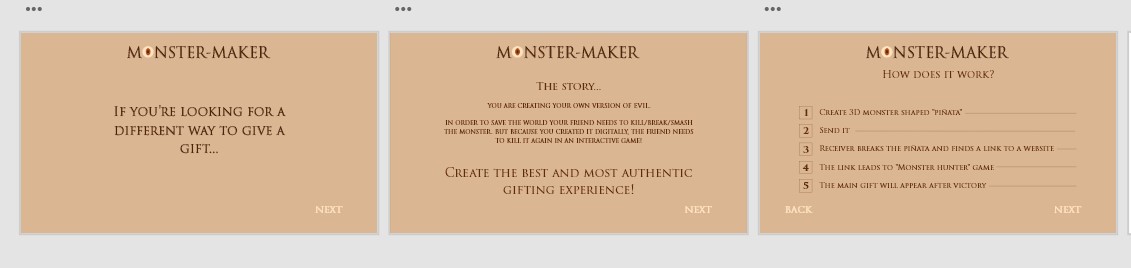 MONSTER-MAKER
If you're looking for a
different way to give a
gift...
NEXT
MONSTER-MAKER
The story...
you are creating your own version of evil.
in order to save the world your friend needs to kill/break/smash
the monster. but because you created it digitally, the friend needs
to kill it again in an interactive game!
Create the best and most authentic
gifting experience!
NEXT
MONSTER-MAKER
How does it work?
1 Create 3D monster shaped "piñata"
2 Send it
3 Receiver breaks the piñata and finds a link to a website
4 The link leads to "Monster hunter" game
5 The main gift will appear after victory
BACK
NEXT